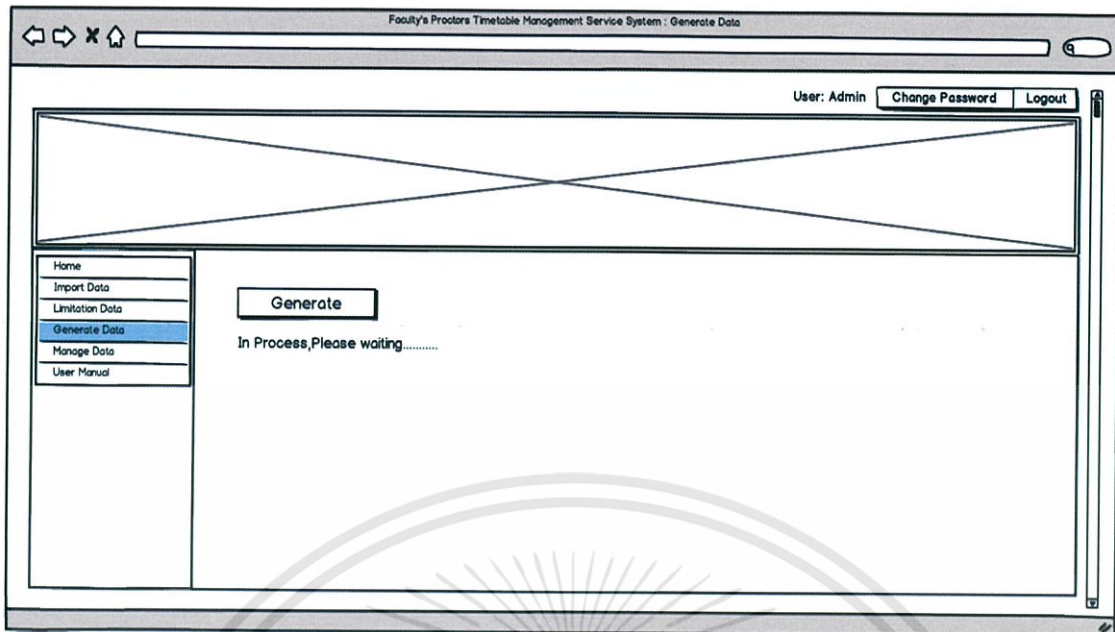 Faculty's Proctors Timetable Management Service System : Generate Data
User: Admin Change Password Logout
Home
Import Data
Limitation Data
Generate Data
Manage Data
User Manual
Generate
In Process,Please waiting...........